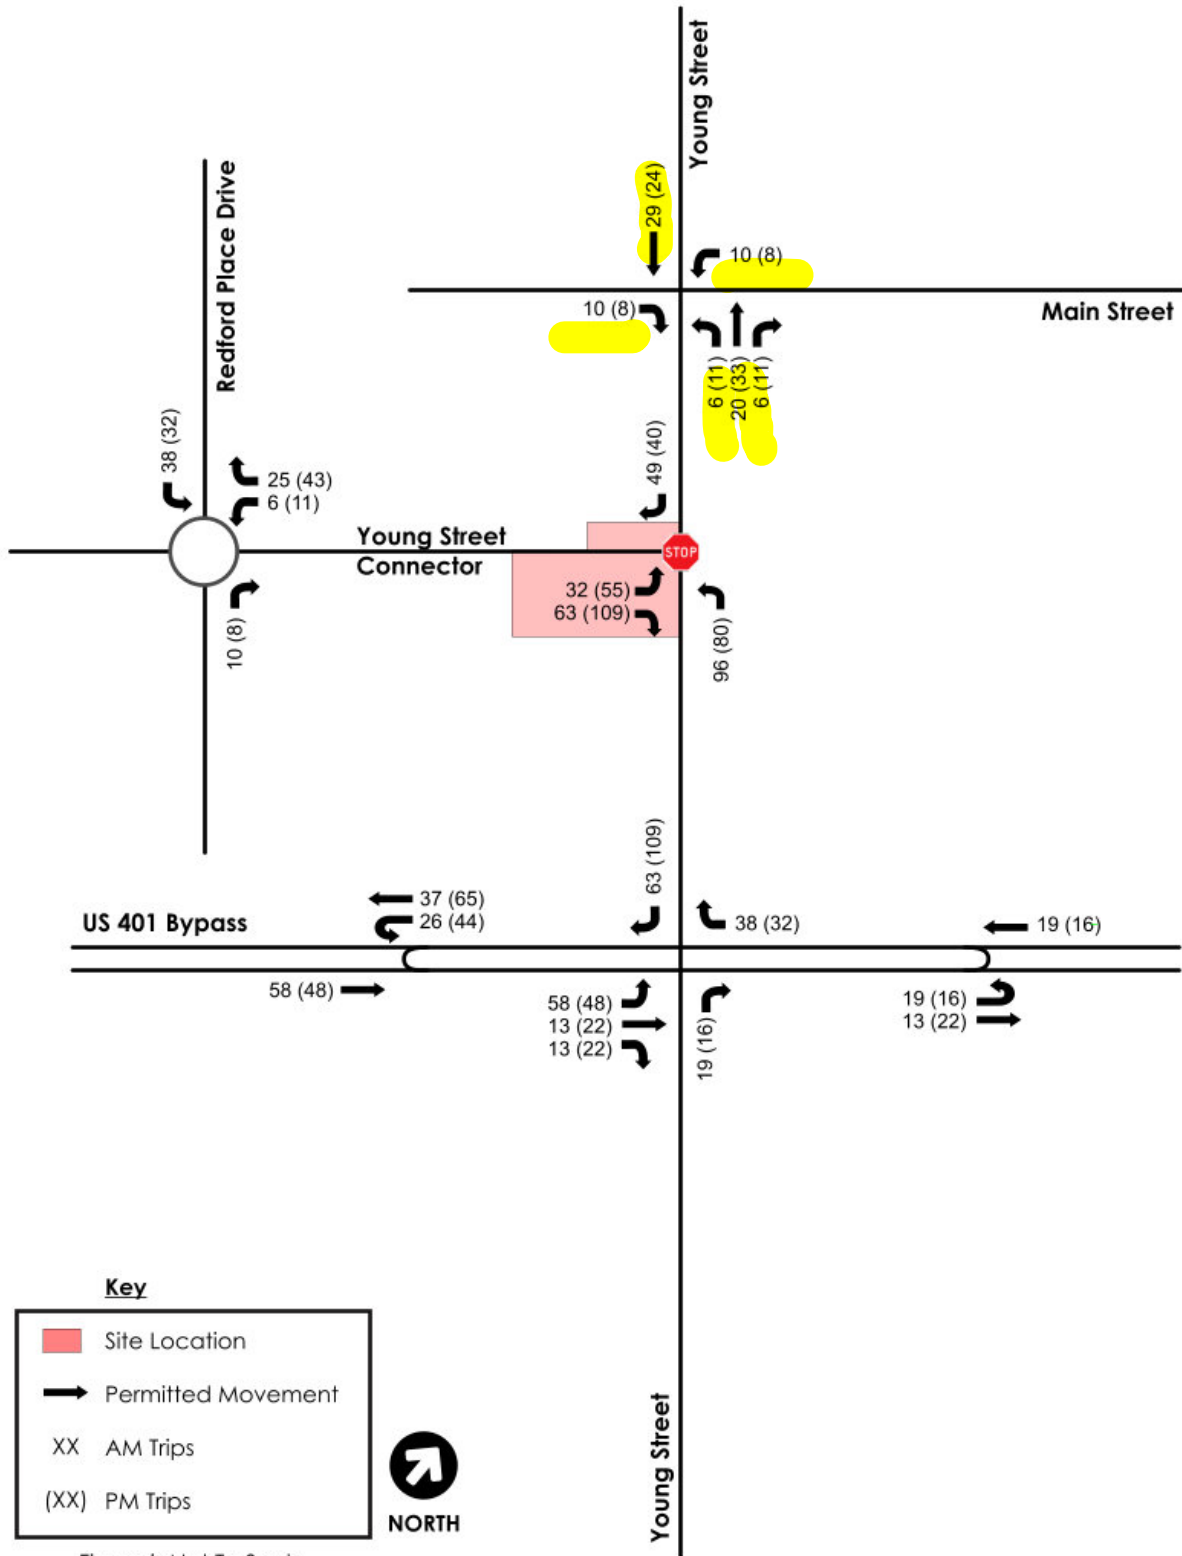 Young Street
29 (24)
10 (8)
Main Street
10 (8)
6 (11)
20 (33)
6 (11)
Redford Place Drive
38 (32)
25 (43)
6 (11)
49 (40)
Young Street
Connector
STOP
32 (55)
63 (109)
10 (8)
96 (80)
63 (109)
37 (65)
26 (44)
US 401 Bypass
38 (32)
19 (16)
58 (48)
58 (48)
13 (22)
13 (22)
19 (16)
19 (16)
13 (22)
Key
Site Location
Permitted Movement
XX AM Trips
(XX) PM Trips
NORTH
Young Street